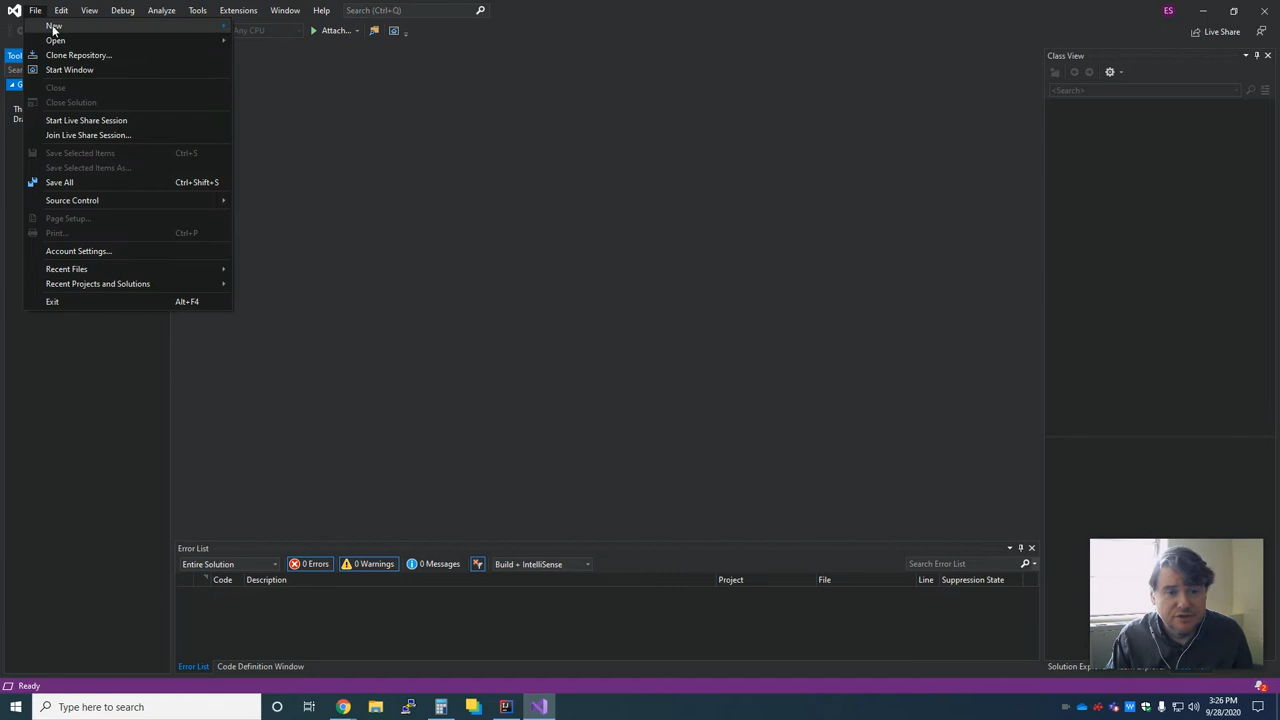 File Edit View Debug Analyze Tools Extensions Window Help Search (Ctrl+Q) ES
New Any CPU Attach... Live Share
Open
Clone Repository... Class View
Start Window
Close <Search>
Close Solution
Start Live Share Session
Join Live Share Session...
Save Selected Items Ctrl+S
Save Selected Items As...
Save All Ctrl+Shift+S
Source Control
Page Setup...
Print... Ctrl+P
Account Settings...
Recent Files
Recent Projects and Solutions
Exit Alt+F4
Error List
Entire Solution 0 Errors 0 Warnings 0 Messages Build + IntelliSense Search Error List
Code Description Project File Line Suppression State
Error List Code Definition Window Solution
Ready 2
Type here to search 3:26 PM
9/28/2020